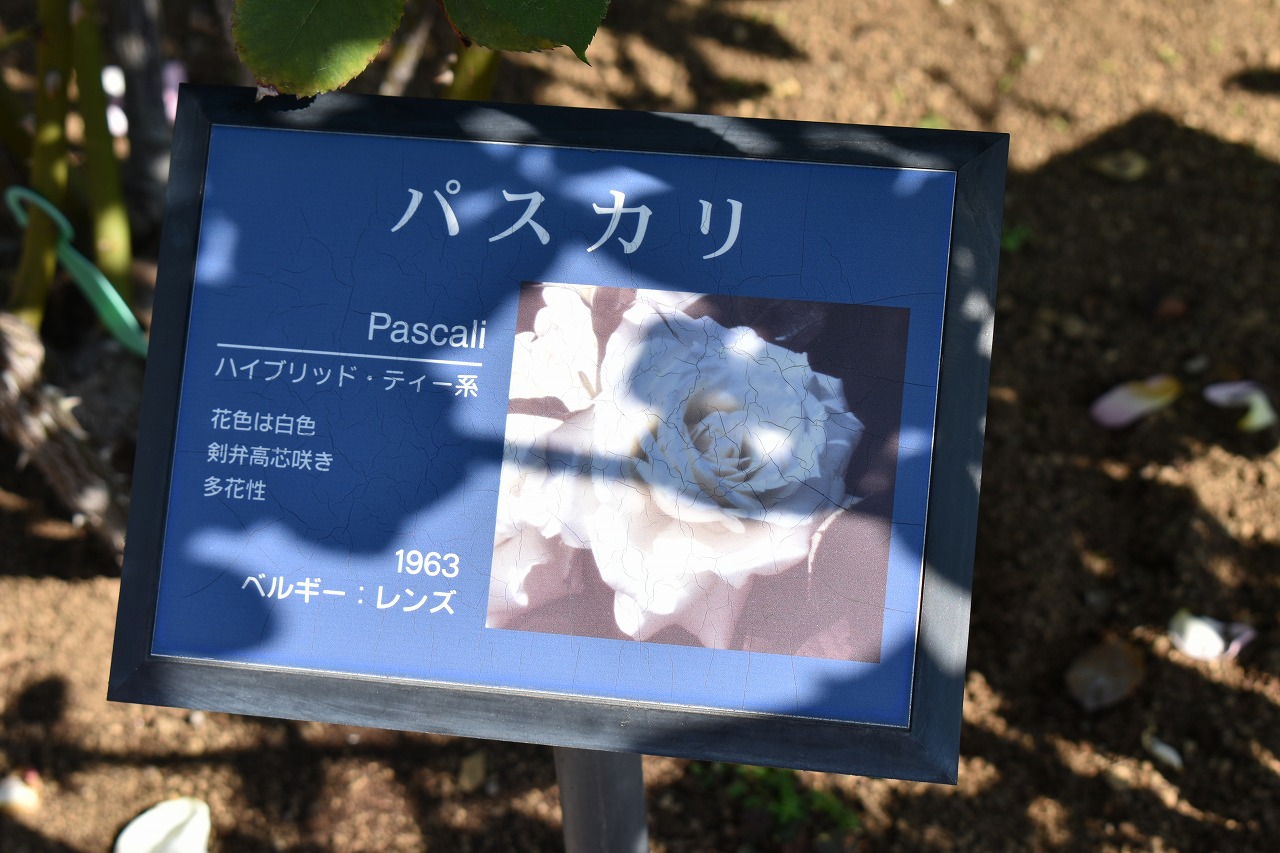 パスカリ
Pascali
ハイブリッド・ティー系
花色は白色
剣弁高芯咲き
多花性
1963
ベルギー：レンズ